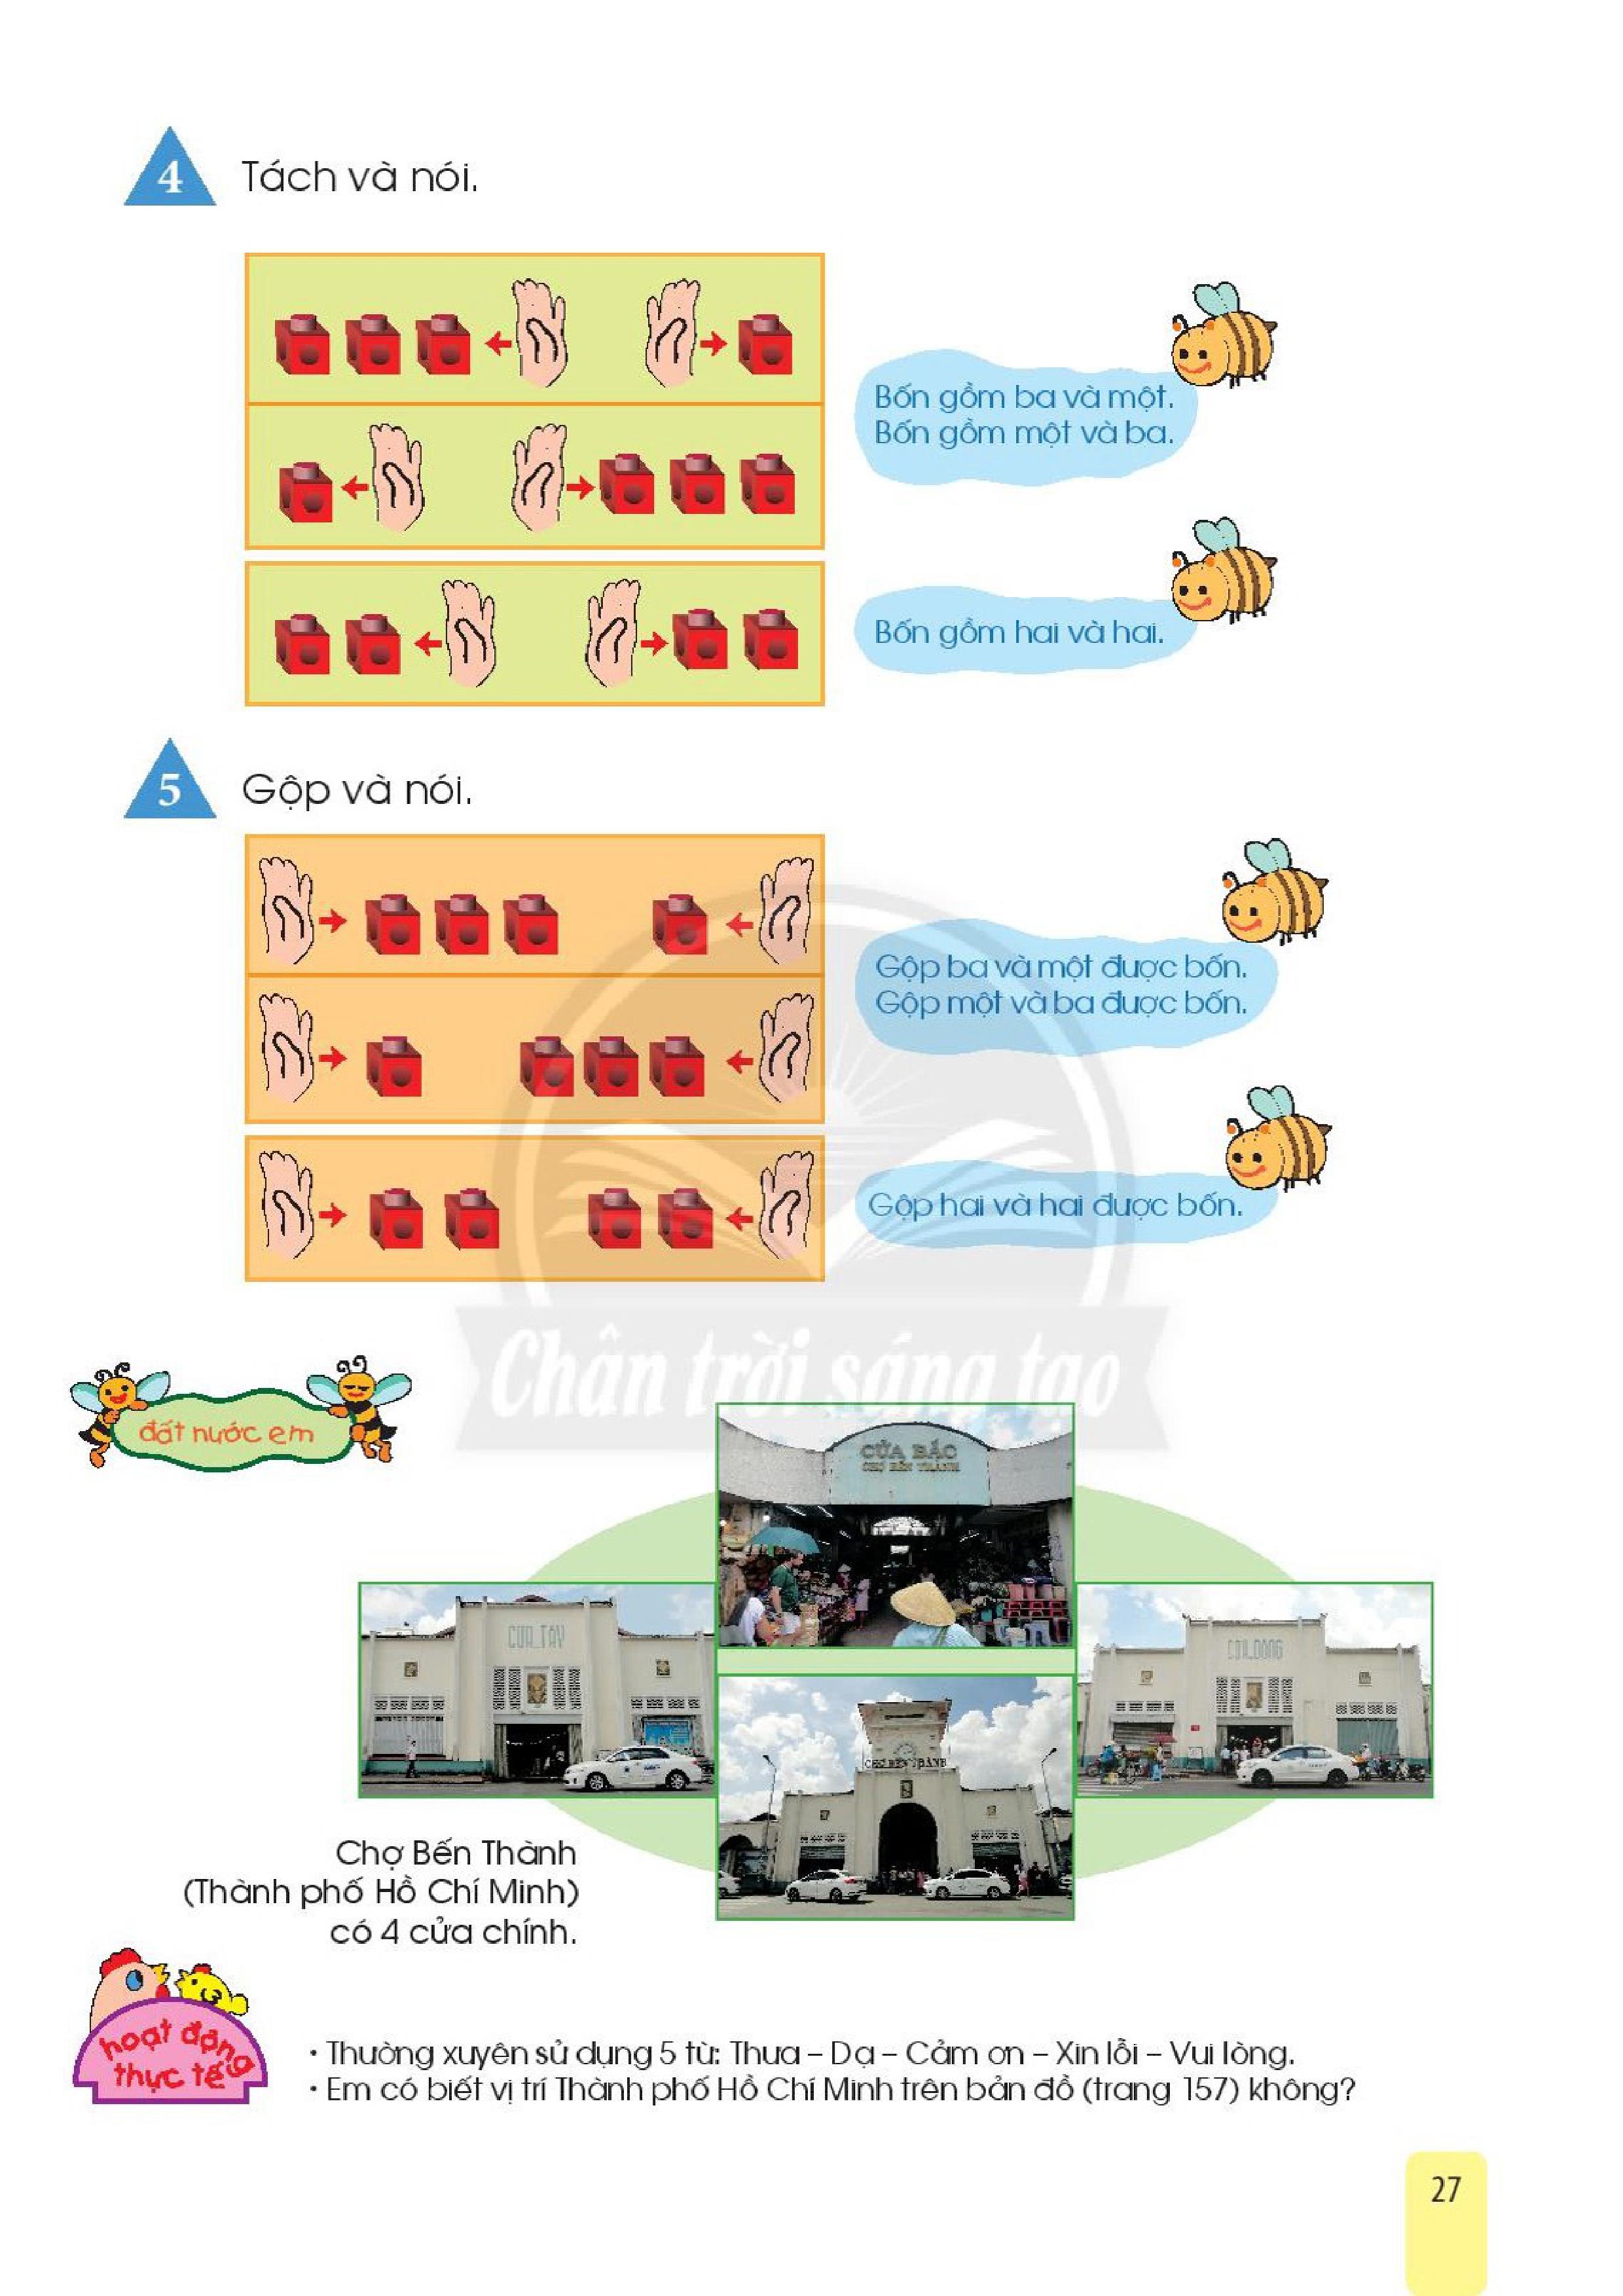 4 Tách và nói.
Bốn gồm ba và một.
Bốn gồm một và ba.
Bốn gồm hai và hai.
5 Gộp và nói.
Gộp ba và một được bốn.
Gộp một và ba được bốn.
Gộp hai và hai được bốn.
Chân trời sáng tạo
đất nước em
CỬA BẮC
CHỢ BẾN THÀNH
CỬA TÂY
CỬA ĐÔNG
CHỢ BẾN THÀNH
Chợ Bến Thành
(Thành phố Hồ Chí Minh)
có 4 cửa chính.
hoạt động
thực tế
• Thường xuyên sử dụng 5 từ: Thưa – Dạ – Cảm ơn – Xin lỗi – Vui lòng.
• Em có biết vị trí Thành phố Hồ Chí Minh trên bản đồ (trang 157) không?
27